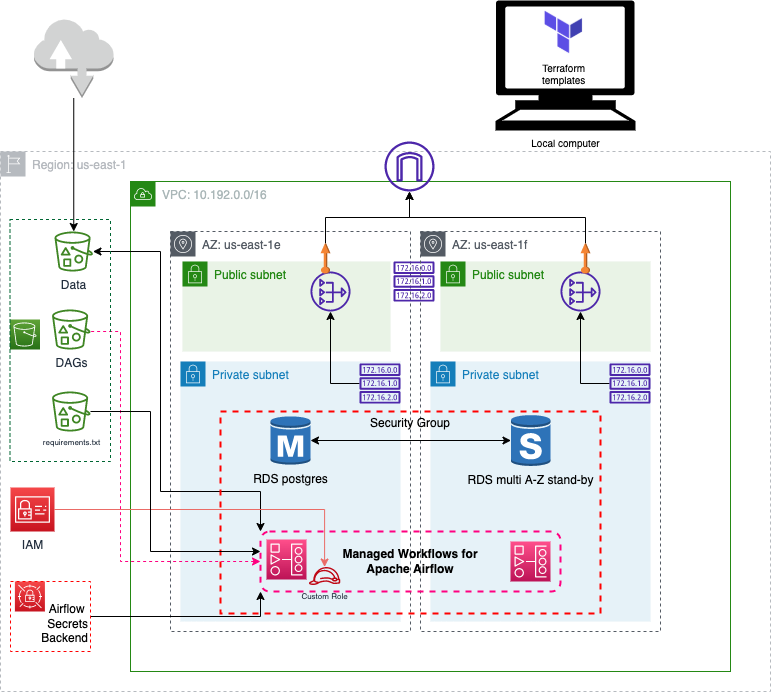 Terraform
templates
Local computer
Region: us-east-1
VPC: 10.192.0.0/16
AZ: us-east-1e
AZ: us-east-1f
Public subnet
172.16.0.0
172.16.1.0
172.16.2.0
Public subnet
Data
DAGs
requirements.txt
Private subnet
172.16.0.0
172.16.1.0
172.16.2.0
Private subnet
172.16.0.0
172.16.1.0
172.16.2.0
Security Group
M
S
RDS postgres
RDS multi A-Z stand-by
IAM
Managed Workflows for
Apache Airflow
Custom Role
Airflow
Secrets
Backend